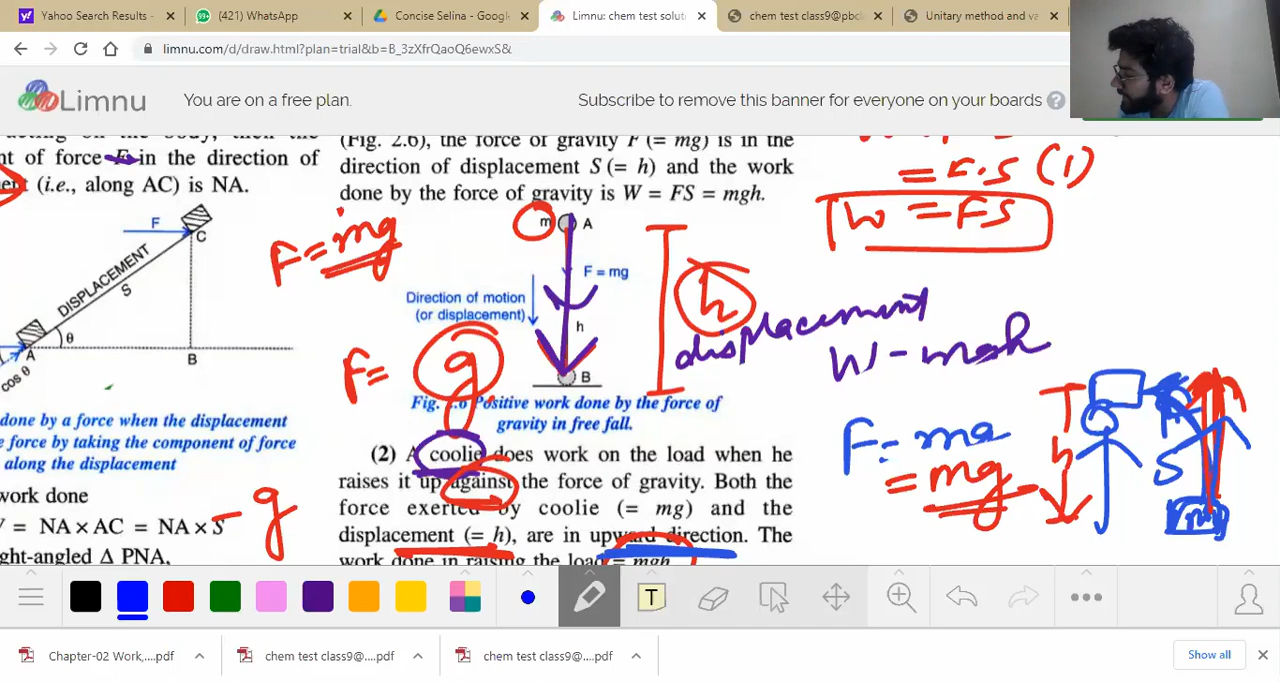 Yahoo Search Results -
(421) WhatsApp
Concise Selina - Google
Limnu: chem test solut
chem test class9@pbcl
Unitary method and va
limnu.com/d/draw.html?plan=trial&b=B_3zXfrQaoQ6ewxS&
Limnu
You are on a free plan.
Subscribe to remove this banner for everyone on your boards
nt of force F in the direction of
(i.e., along AC) is NA.
F
C
DISPLACEMENT
S
θ
A
B
cos θ
done by a force when the displacement
force by taking the component of force
along the displacement
work done
= NA × AC = NA × S
ght-angled Δ PNA,
- g
(Fig. 2.6), the force of gravity F (= mg) is in the
direction of displacement S (= h) and the work
done by the force of gravity is W = FS = mgh.
F = mg
m
A
F = mg
Direction of motion
(or displacement)
h
B
F =
g
Positive work done by the force of
gravity in free fall.
(2) A coolie does work on the load when he
raises it up against the force of gravity. Both the
force exerted by coolie (= mg) and the
displacement (= h), are in upward direction. The
work done in raising the load = mgh
= F.S (1)
W = FS
h
displacement
F = ma
= mg
h
S
Chapter-02 Work,....pdf
chem test class9@....pdf
chem test class9@....pdf
Show all
T